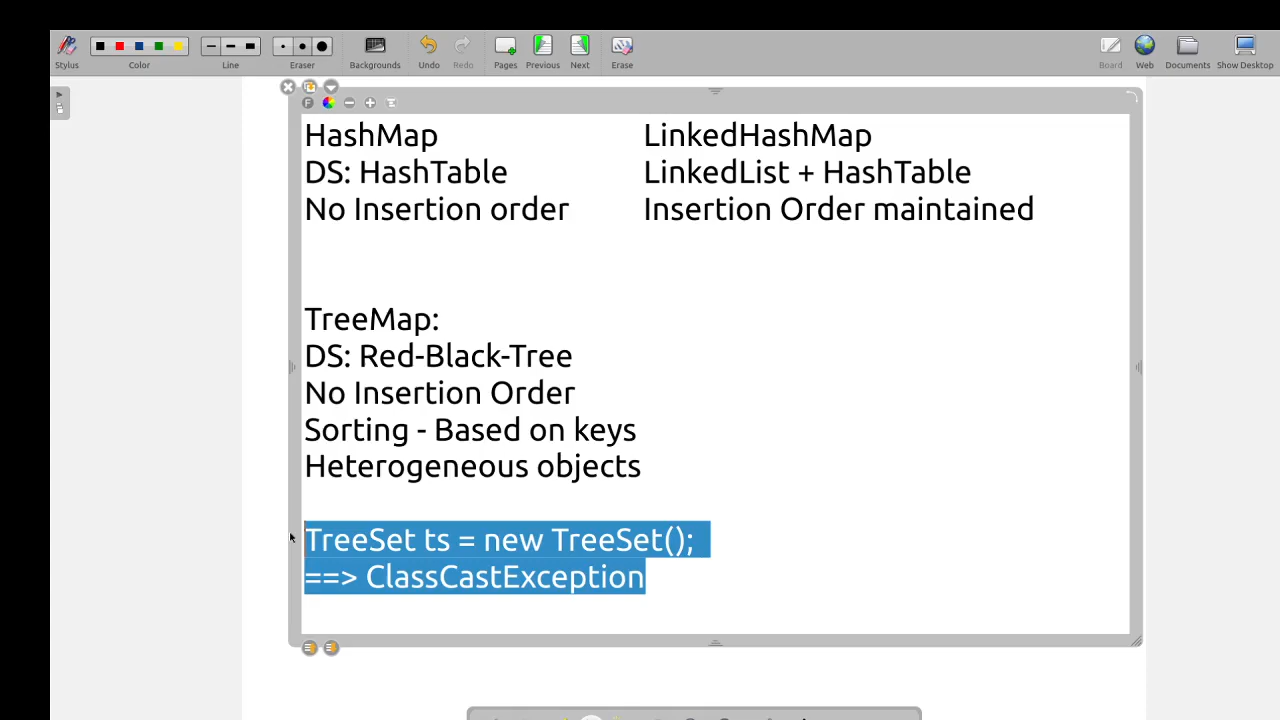 Stylus
Color
Line
Eraser
Backgrounds
Undo
Redo
Pages
Previous
Next
Erase
Board
Web
Documents
Show Desktop
F
HashMap
DS: HashTable
No Insertion order
LinkedHashMap
LinkedList + HashTable
Insertion Order maintained
TreeMap:
DS: Red-Black-Tree
No Insertion Order
Sorting - Based on keys
Heterogeneous objects
TreeSet ts = new TreeSet();
==> ClassCastException